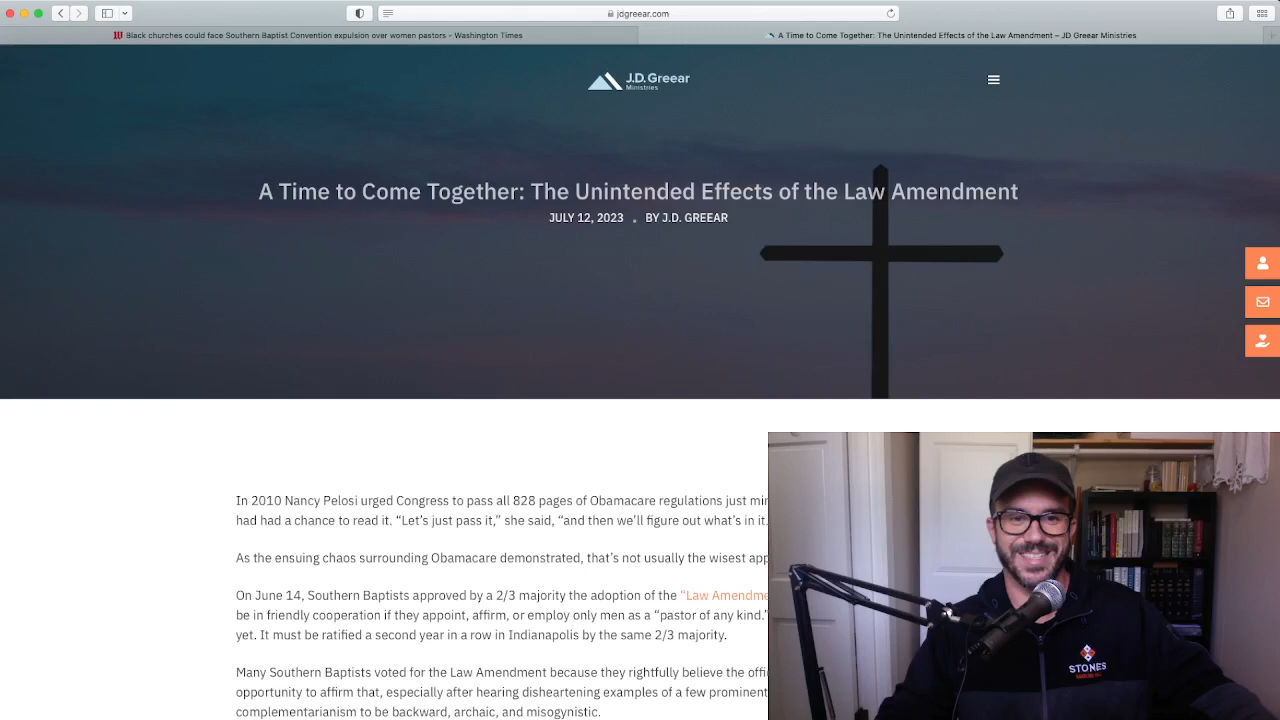 jdgreear.com
Black churches could face Southern Baptist Convention expulsion over women pastors - Washington Times
A Time to Come Together: The Unintended Effects of the Law Amendment – JD Greear Ministries
J.D.Greear
Ministries
A Time to Come Together: The Unintended Effects of the Law Amendment
JULY 12, 2023 . BY J.D. GREEAR
In 2010 Nancy Pelosi urged Congress to pass all 828 pages of Obamacare regulations just
had had a chance to read it. “Let’s just pass it,” she said, “and then we’ll figure out what’s in it.
As the ensuing chaos surrounding Obamacare demonstrated, that’s not usually the wisest
On June 14, Southern Baptists approved by a 2/3 majority the adoption of the “Law
be in friendly cooperation if they appoint, affirm, or employ only men as a “pastor of any kind.”
yet. It must be ratified a second year in a row in Indianapolis by the same 2/3 majority.
Many Southern Baptists voted for the Law Amendment because they rightfully believe the
opportunity to affirm that, especially after hearing disheartening examples of a few prominent
complementarianism to be backward, archaic, and misogynistic.
STONES